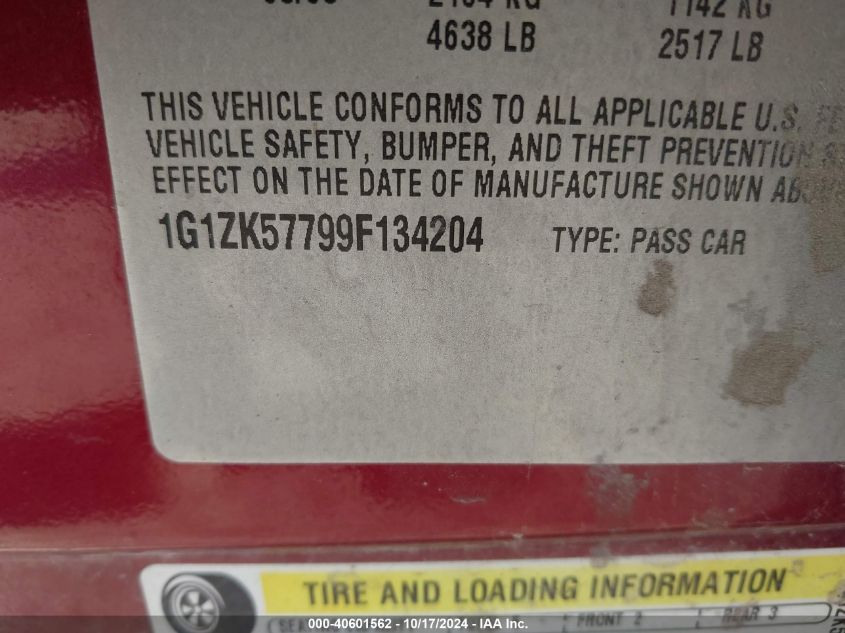 4638 LB 2517 LB
THIS VEHICLE CONFORMS TO ALL APPLICABLE U.S.
VEHICLE SAFETY, BUMPER, AND THEFT PREVENTION
EFFECT ON THE DATE OF MANUFACTURE SHOWN ABOVE
1G1ZK57799F134204 TYPE: PASS CAR
TIRE AND LOADING INFORMATION
FRONT 2 REAR 3
000-40601562 - 10/17/2024 - © IAA, Inc.